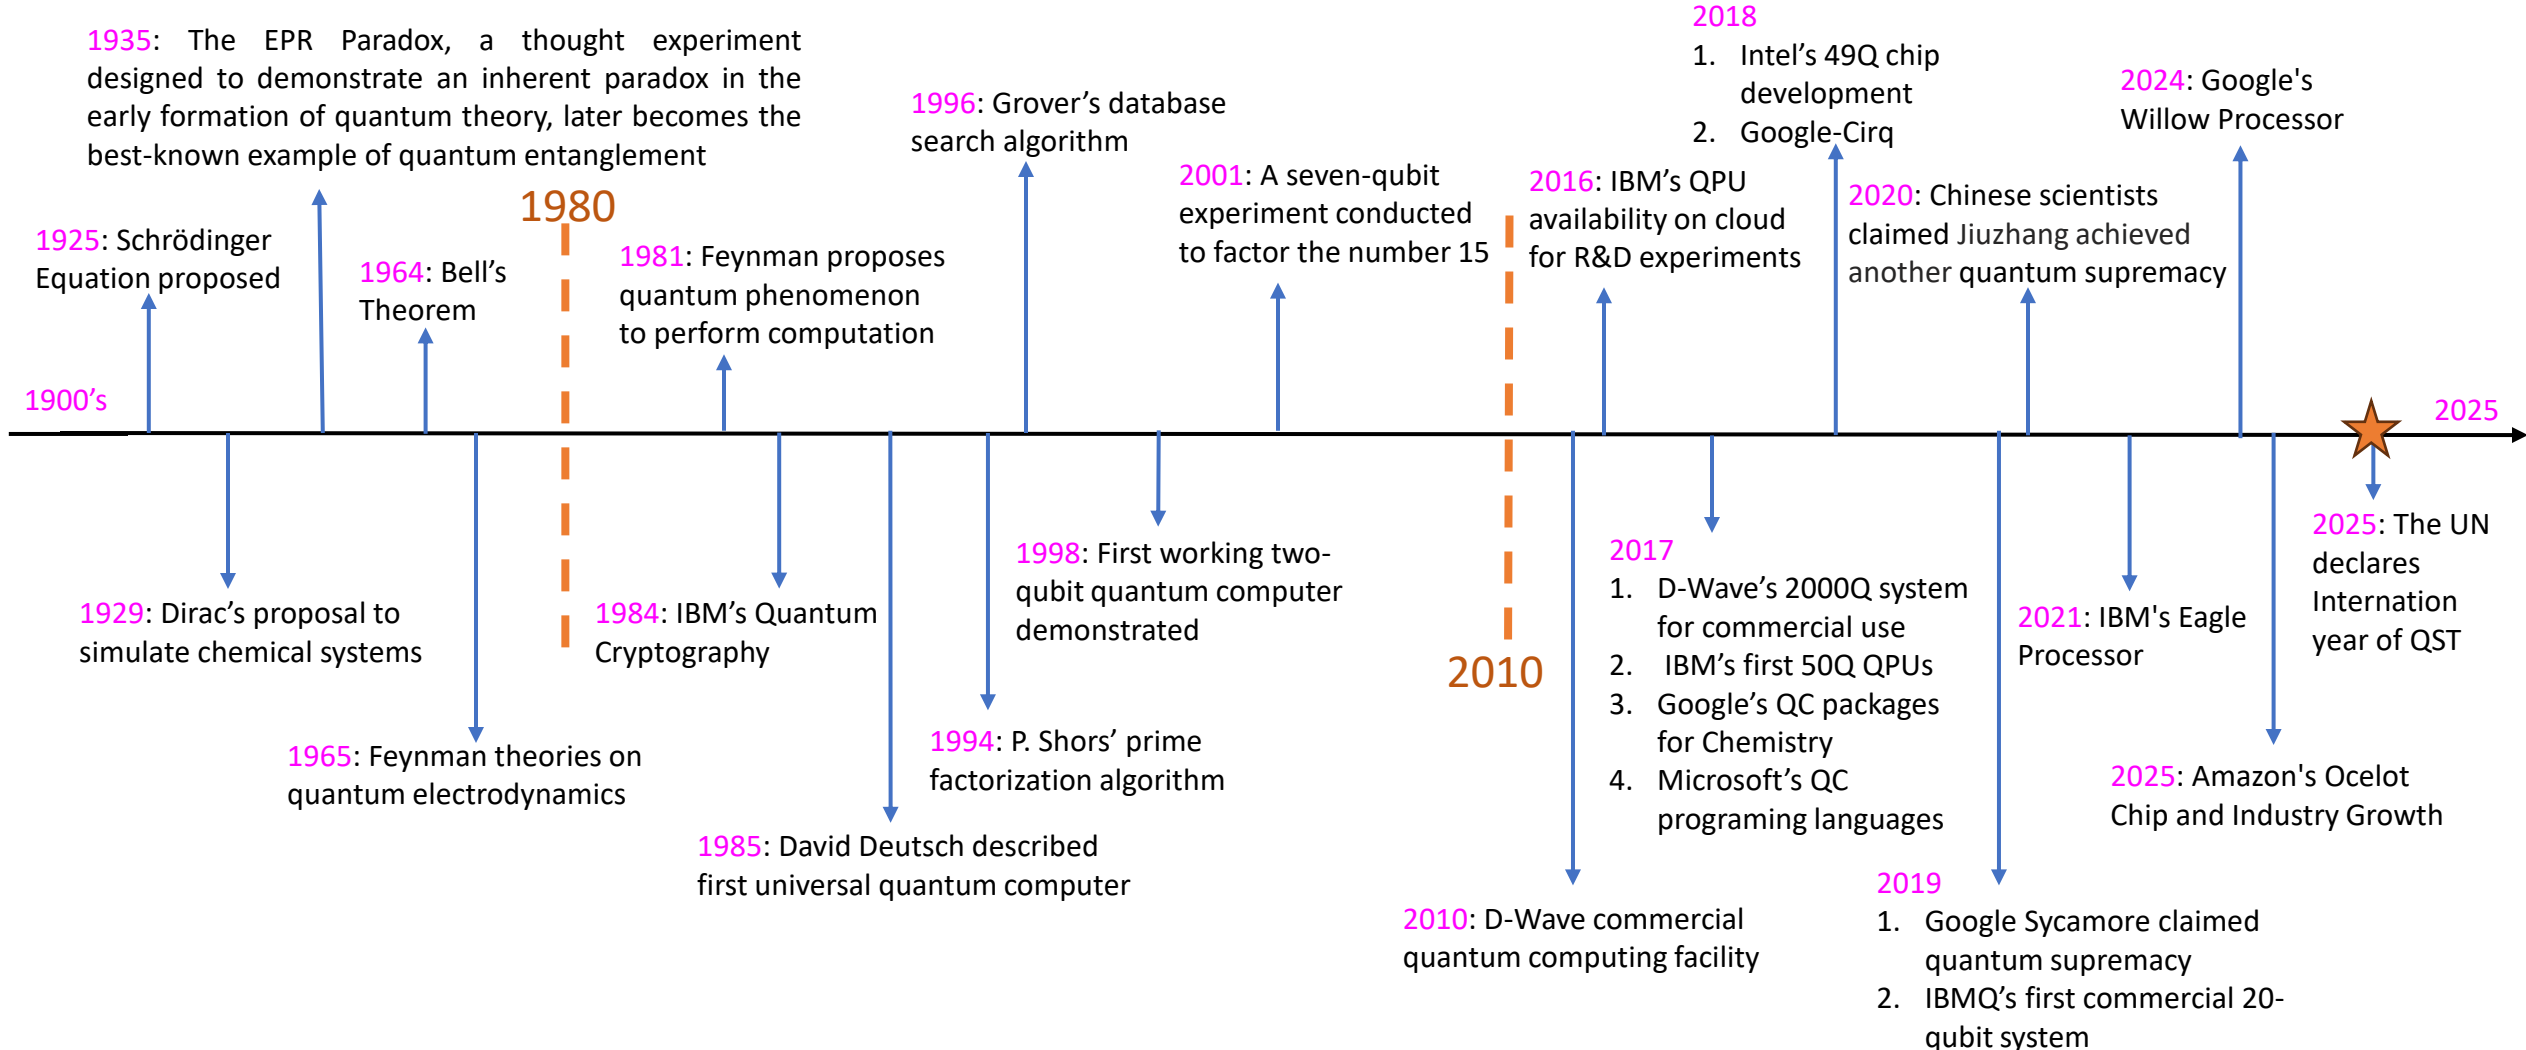 1935: The EPR Paradox, a thought experiment
designed to demonstrate an inherent paradox in the
early formation of quantum theory, later becomes the
best-known example of quantum entanglement
1925: Schrödinger
Equation proposed
1964: Bell’s
Theorem
1980
1981: Feynman proposes
quantum phenomenon
to perform computation
1996: Grover’s database
search algorithm
2001: A seven-qubit
experiment conducted
to factor the number 15
2016: IBM’s QPU
availability on cloud
for R&D experiments
2018
1. Intel’s 49Q chip
development
2. Google-Cirq
2020: Chinese scientists
claimed Jiuzhang achieved
another quantum supremacy
2024: Google's
Willow Processor
1900’s
2025
1929: Dirac’s proposal to
simulate chemical systems
1965: Feynman theories on
quantum electrodynamics
1984: IBM’s Quantum
Cryptography
1985: David Deutsch described
first universal quantum computer
1994: P. Shors’ prime
factorization algorithm
1998: First working two-
qubit quantum computer
demonstrated
2010
2010: D-Wave commercial
quantum computing facility
2017
1. D-Wave’s 2000Q system
for commercial use
2. IBM’s first 50Q QPUs
3. Google’s QC packages
for Chemistry
4. Microsoft’s QC
programing languages
2019
1. Google Sycamore claimed
quantum supremacy
2. IBMQ’s first commercial 20-
qubit system
2021: IBM's Eagle
Processor
2025: Amazon's Ocelot
Chip and Industry Growth
2025: The UN
declares
Internation
year of QST